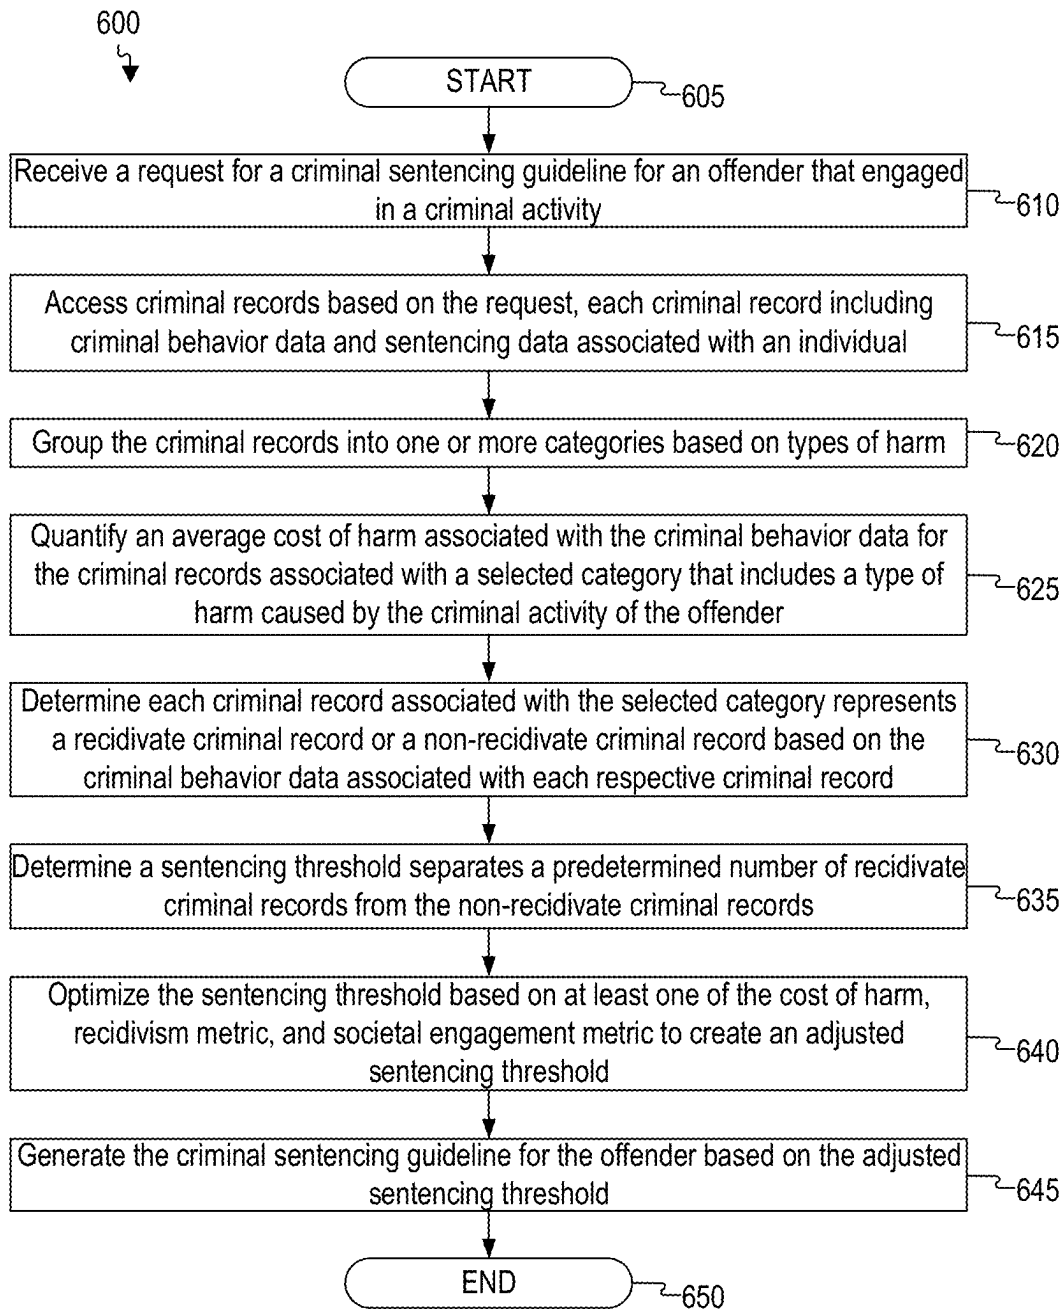 600
START
605
Receive a request for a criminal sentencing guideline for an offender that engaged
in a criminal activity
610
Access criminal records based on the request, each criminal record including
criminal behavior data and sentencing data associated with an individual
615
Group the criminal records into one or more categories based on types of harm
620
Quantify an average cost of harm associated with the criminal behavior data for
the criminal records associated with a selected category that includes a type of
harm caused by the criminal activity of the offender
625
Determine each criminal record associated with the selected category represents
a recidivate criminal record or a non-recidivate criminal record based on the
criminal behavior data associated with each respective criminal record
630
Determine a sentencing threshold separates a predetermined number of recidivate
criminal records from the non-recidivate criminal records
635
Optimize the sentencing threshold based on at least one of the cost of harm,
recidivism metric, and societal engagement metric to create an adjusted
sentencing threshold
640
Generate the criminal sentencing guideline for the offender based on the adjusted
sentencing threshold
645
END
650